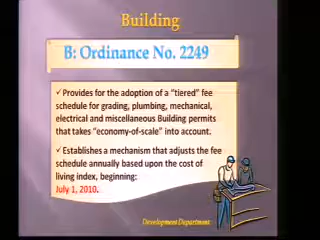 Building
B: Ordinance No. 2249
✓Provides for the adoption of a “tiered” fee
schedule for grading, plumbing, mechanical,
electrical and miscellaneous Building permits
that takes “economy-of-scale” into account.
✓Establishes a mechanism that adjusts the fee
schedule annually based upon the cost of
living index, beginning:
July 1, 2010.
Development Department